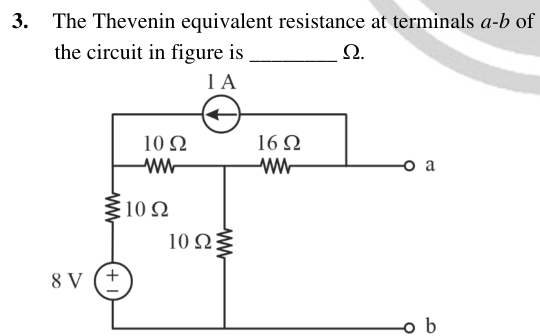 3. The Thevenin equivalent resistance at terminals a-b of
the circuit in figure is ________ Ω.
1 A
10 Ω
16 Ω
a
10 Ω
10 Ω
8 V
+
b